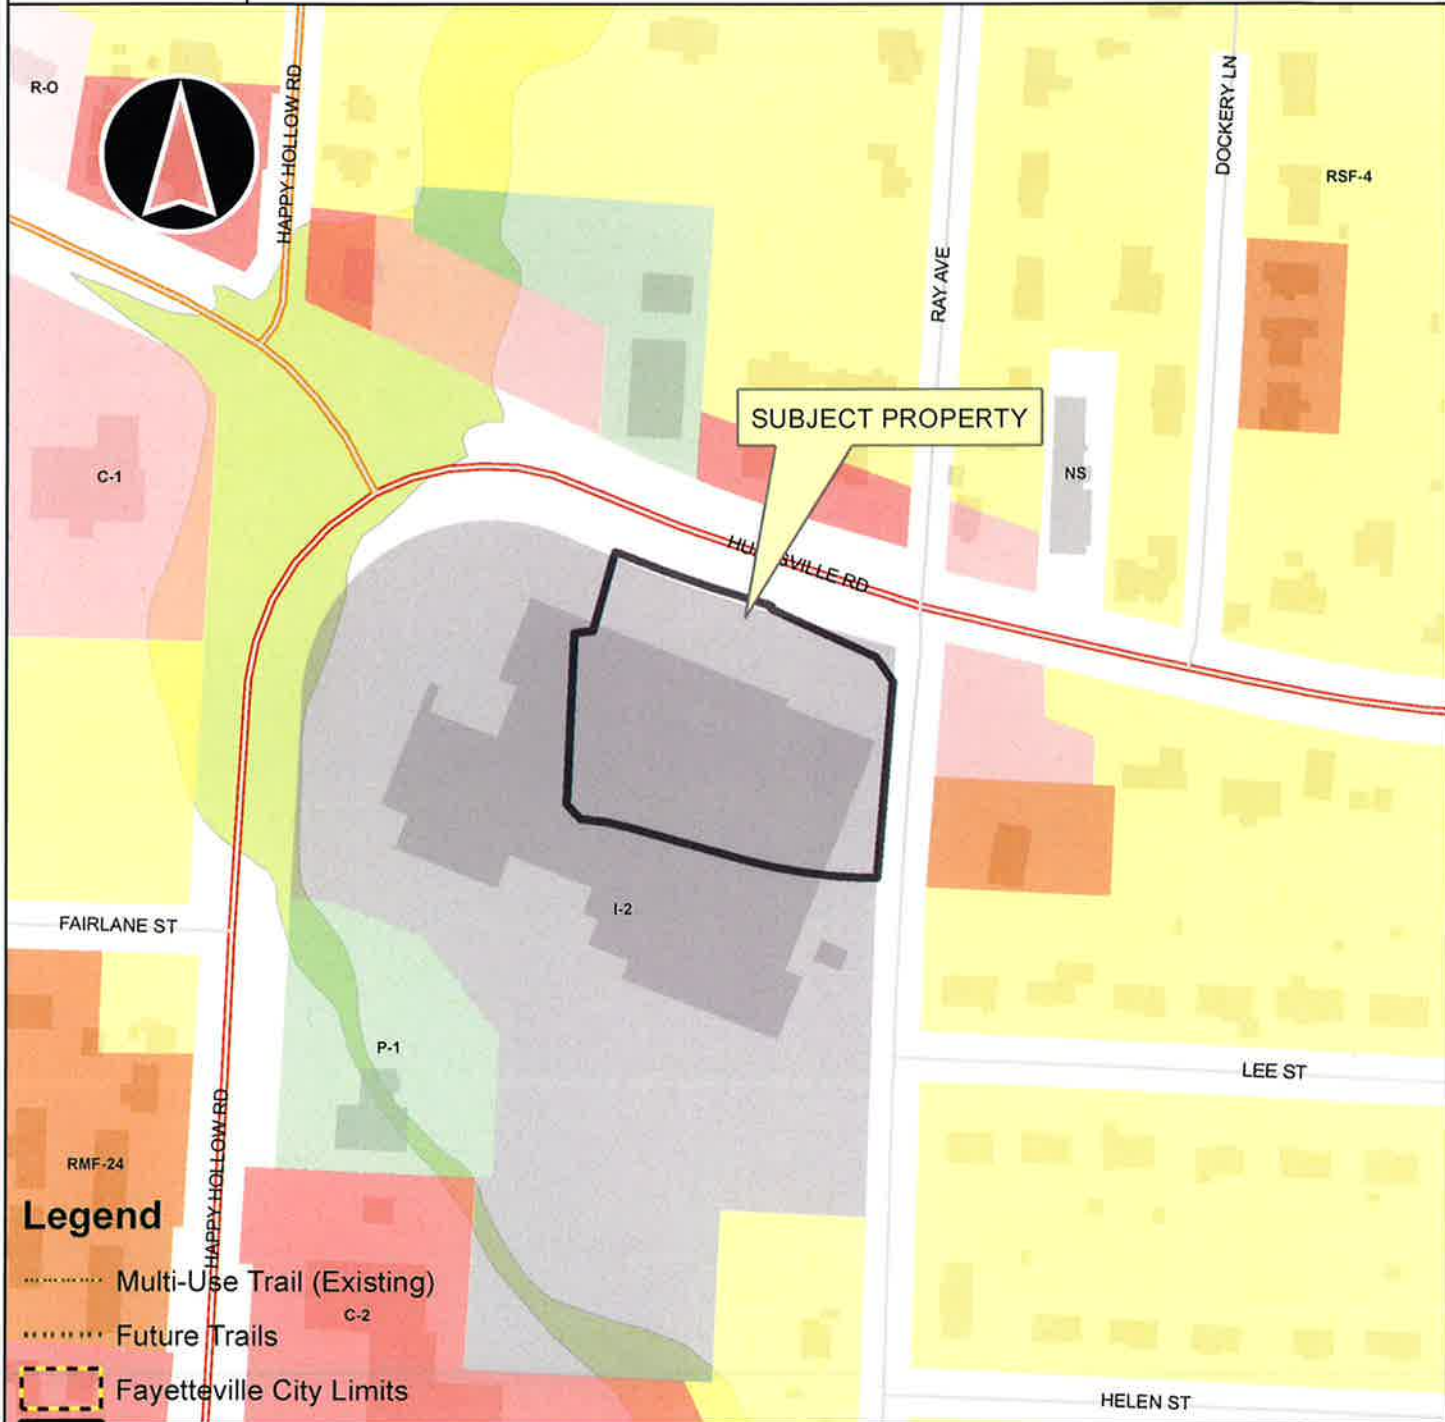 R-O
HAPPY HOLLOW RD
DOCKERY LN
RSF-4
RAY AVE
SUBJECT PROPERTY
C-1
NS
RD
I-2
FAIRLANE ST
P-1
LEE ST
RMF-24
HAPPY HOLLOW RD
Legend
Multi-Use Trail (Existing)
C-2
Future Trails
Fayetteville City Limits
HELEN ST